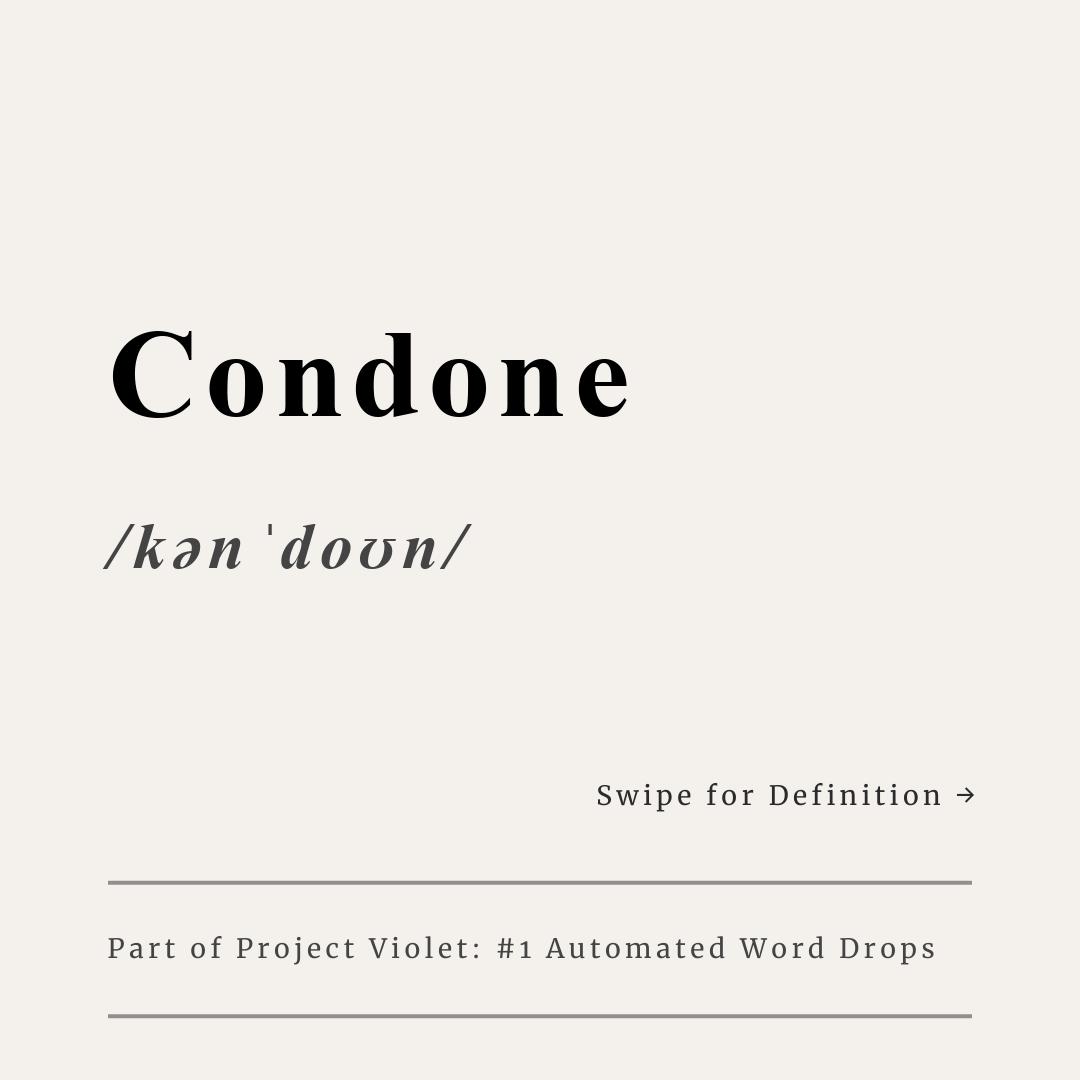 Condone
/kən ˈdoʊn/
Swipe for Definition →
Part of Project Violet: #1 Automated Word Drops